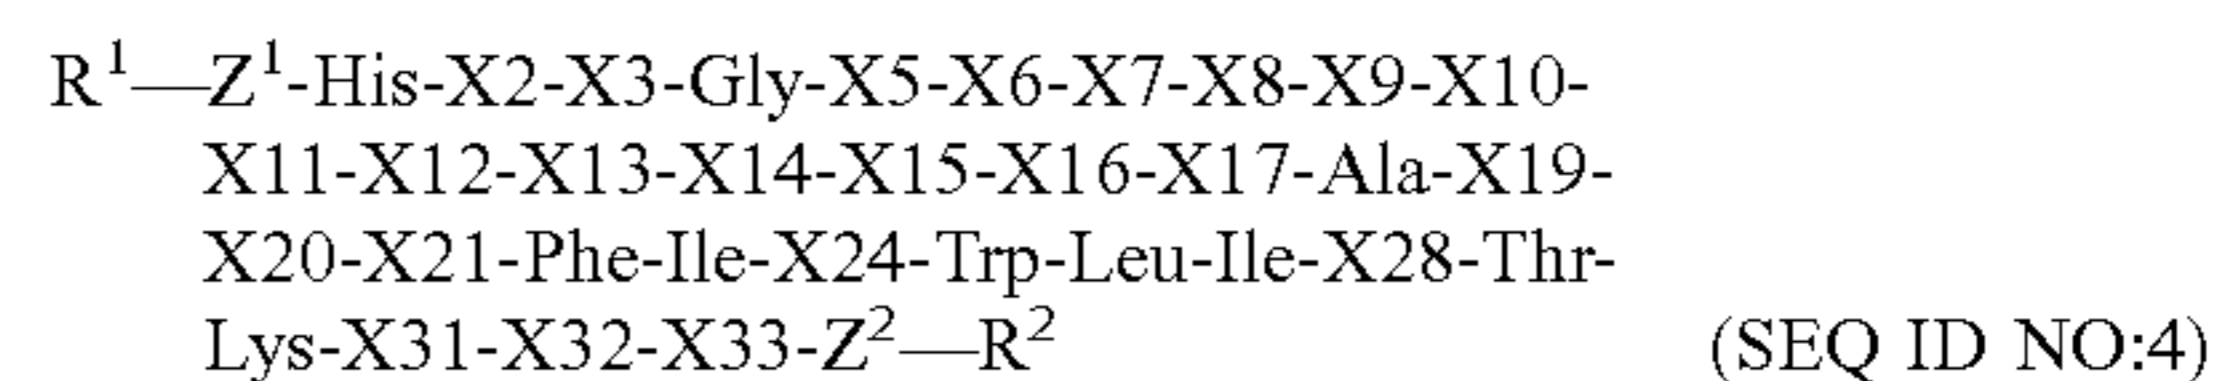 R¹—Z¹-His-X2-X3-Gly-X5-X6-X7-X8-X9-X10-
X11-X12-X13-X14-X15-X16-X17-Ala-X19-
X20-X21-Phe-Ile-X24-Trp-Leu-Ile-X28-Thr-
Lys-X31-X32-X33-Z²—R² (SEQ ID NO:4)